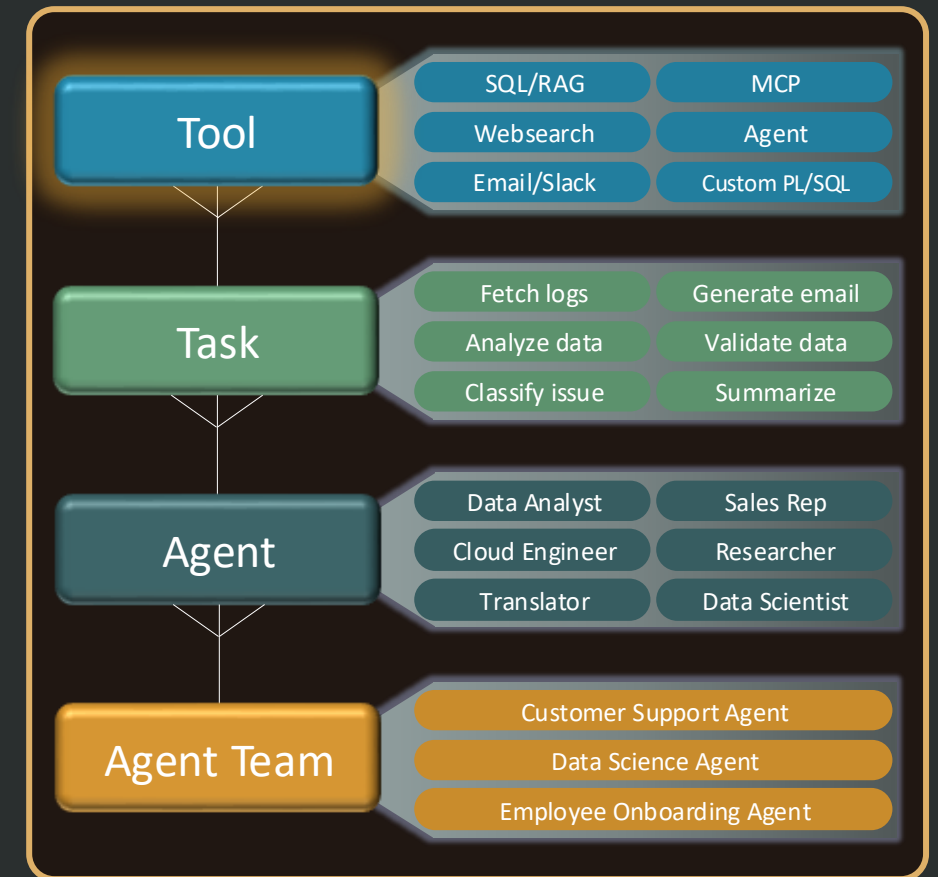 Tool
SQL/RAG
MCP
Websearch
Agent
Email/Slack
Custom PL/SQL
Task
Fetch logs
Generate email
Analyze data
Validate data
Classify issue
Summarize
Agent
Data Analyst
Sales Rep
Cloud Engineer
Researcher
Translator
Data Scientist
Agent Team
Customer Support Agent
Data Science Agent
Employee Onboarding Agent